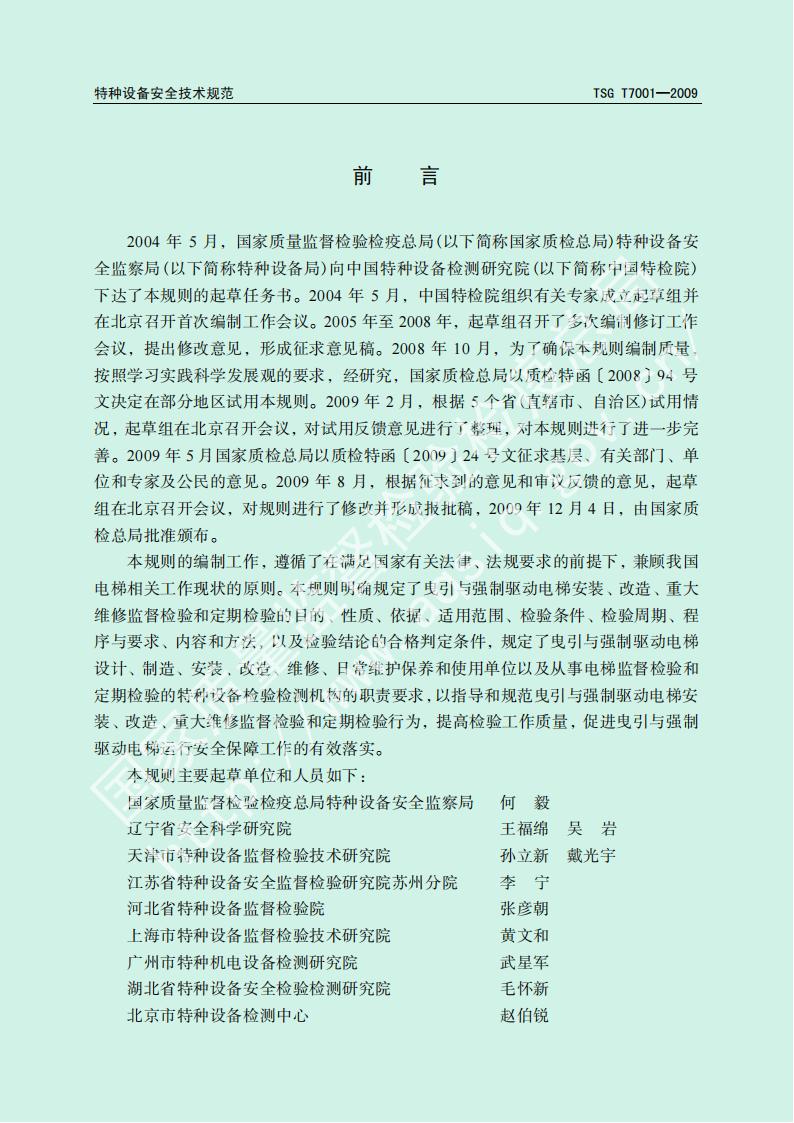 特种设备安全技术规范 TSG T7001—2009
前 言
2004 年 5 月，国家质量监督检验检疫总局(以下简称国家质检总局)特种设备安
全监察局(以下简称特种设备局)向中国特种设备检测研究院(以下简称中国特检院)
下达了本规则的起草任务书。2004 年 5 月，中国特检院组织有关专家成立起草组并
在北京召开首次编制工作会议。2005 年至 2008 年，起草组召开了多次编制修订工作
会议，提出修改意见，形成征求意见稿。2008 年 10 月，为了确保本规则编制质量，
按照学习实践科学发展观的要求，经研究，国家质检总局以质检特函〔2008〕94 号
文决定在部分地区试用本规则。2009 年 2 月，根据 5 个省(直辖市、自治区)试用情
况，起草组在北京召开会议，对试用反馈意见进行了整理，对本规则进行了进一步完
善。2009 年 5 月国家质检总局以质检特函〔2009〕24 号文征求基层、有关部门、单
位和专家及公民的意见。2009 年 8 月，根据征求到的意见和审议反馈的意见，起草
组在北京召开会议，对规则进行了修改并形成报批稿，2009 年 12 月 4 日，由国家质
检总局批准颁布。
本规则的编制工作，遵循了在满足国家有关法律、法规要求的前提下，兼顾我国
电梯相关工作现状的原则。本规则明确规定了曳引与强制驱动电梯安装、改造、重大
维修监督检验和定期检验的目的、性质、依据、适用范围、检验条件、检验周期、程
序与要求、内容和方法，以及检验结论的合格判定条件，规定了曳引与强制驱动电梯
设计、制造、安装、改造、维修、日常维护保养和使用单位以及从事电梯监督检验和
定期检验的特种设备检验检测机构的职责要求，以指导和规范曳引与强制驱动电梯安
装、改造、重大维修监督检验和定期检验行为，提高检验工作质量，促进曳引与强制
驱动电梯运行安全保障工作的有效落实。
本规则主要起草单位和人员如下：
国家质量监督检验检疫总局特种设备安全监察局 何 毅
辽宁省安全科学研究院 王福绵 吴 岩
天津市特种设备监督检验技术研究院 孙立新 戴光宇
江苏省特种设备安全监督检验研究院苏州分院 李 宁
河北省特种设备监督检验院 张彦朝
上海市特种设备监督检验技术研究院 黄文和
广州市特种机电设备检测研究院 武星军
湖北省特种设备安全检验检测研究院 毛怀新
北京市特种设备检测中心 赵伯锐
国家质量监督检验检疫总局
http://www.aqsiq.gov.cn/